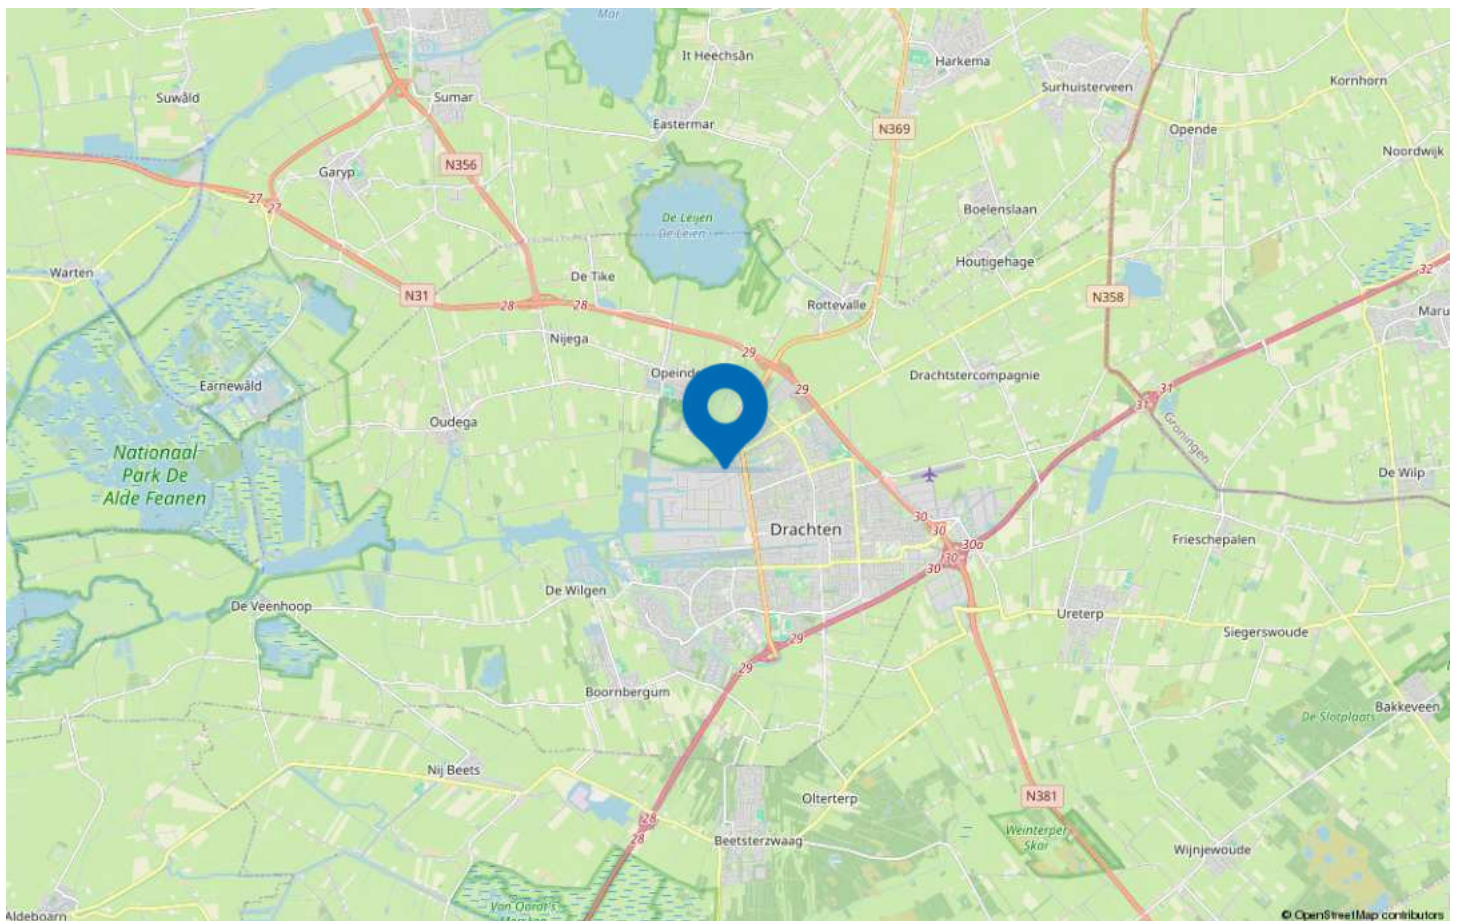 Mar
It Heechsân
Harkema
Surhuisterveen
Kornhorn
Suwâld
Sumar
Eastermar
N369
Opende
Noordwijk
N356
Garyp
27
27
De Leijen
De Leien
Boelenslaan
Warten
De Tike
Houtigehage
32
N31
28
28
Rottevalle
N358
Maru
Nijega
29
Earnewâld
Opeinde
29
Drachtstercompagnie
31
31
Oudega
Groningen
Nationaal
Park De
Alde Feanen
De Wilp
Drachten
30
30
30a
30
30
Frieschepalen
De Wilgen
De Veenhoop
Ureterp
Siegerswoude
29
29
Boornbergum
Bakkeveen
De Slotplaats
Nij Beets
Olterterp
N381
28
28
Beetsterzwaag
Weinterper
Skar
Wijnjewoude
Van Oordt's
Mersken
Aldeboarn
© OpenStreetMap contributors